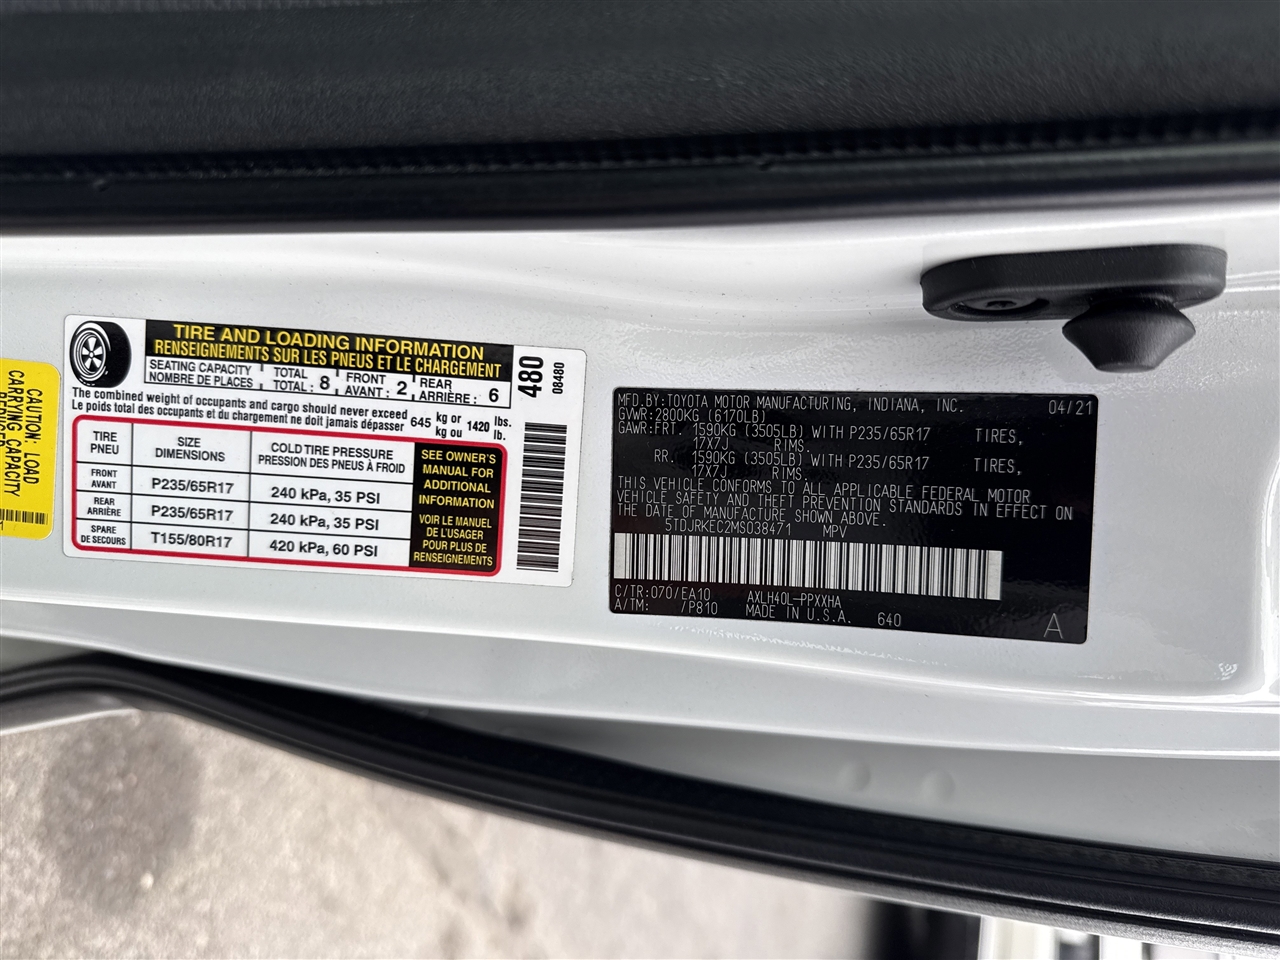 CAUTION: LOAD
CARRYING CAPACITY
TIRE AND LOADING INFORMATION
RENSEIGNEMENTS SUR LES PNEUS ET LE CHARGEMENT
SEATING CAPACITY TOTAL FRONT REAR
NOMBRE DE PLACES TOTAL : 8 AVANT : 2 ARRIÈRE : 6
The combined weight of occupants and cargo should never exceed 645 kg or 1420 lbs.
Le poids total des occupants et du chargement ne doit jamais dépasser kg ou lb.
TIRE SIZE COLD TIRE PRESSURE
PNEU DIMENSIONS PRESSION DES PNEUS À FROID
FRONT
AVANT P235/65R17 240 kPa, 35 PSI
REAR
ARRIÈRE P235/65R17 240 kPa, 35 PSI
SPARE
DE SECOURS T155/80R17 420 kPa, 60 PSI
SEE OWNER'S
MANUAL FOR
ADDITIONAL
INFORMATION
VOIR LE MANUEL
DE L'USAGER
POUR PLUS DE
RENSEIGNEMENTS
480
08480
MFD.BY:TOYOTA MOTOR MANUFACTURING, INDIANA, INC. 04/21
GVWR:2800KG (6170LB)
GAWR:FRT. 1590KG (3505LB) WITH P235/65R17 TIRES,
17X7J RIMS.
RR. 1590KG (3505LB) WITH P235/65R17 TIRES,
17X7J RIMS.
THIS VEHICLE CONFORMS TO ALL APPLICABLE FEDERAL MOTOR
VEHICLE SAFETY AND THEFT PREVENTION STANDARDS IN EFFECT ON
THE DATE OF MANUFACTURE SHOWN ABOVE.
5TDJRKEC2MS038471 MPV
C/TR:070/EA10 AXLH40L-PPXXHA
A/TM: /P810 MADE IN U.S.A. 640
A